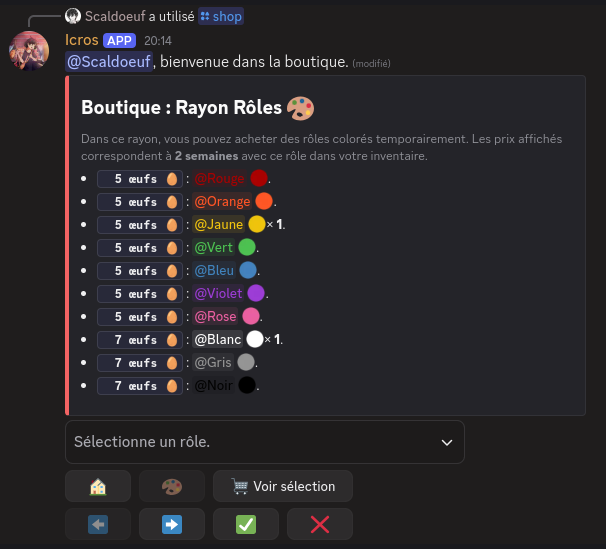 Scaldoeuf a utilisé shop
Icros APP 20:14
@Scaldoeuf, bienvenue dans la boutique. (modifié)
Boutique : Rayon Rôles
Dans ce rayon, vous pouvez acheter des rôles colorés temporairement. Les prix affichés
correspondent à 2 semaines avec ce rôle dans votre inventaire.
• 5 œufs : @Rouge .
• 5 œufs : @Orange .
• 5 œufs : @Jaune × 1.
• 5 œufs : @Vert .
• 5 œufs : @Bleu .
• 5 œufs : @Violet .
• 5 œufs : @Rose .
• 7 œufs : @Blanc × 1.
• 7 œufs : @Gris .
• 7 œufs : @Noir .
Sélectionne un rôle.
Voir sélection